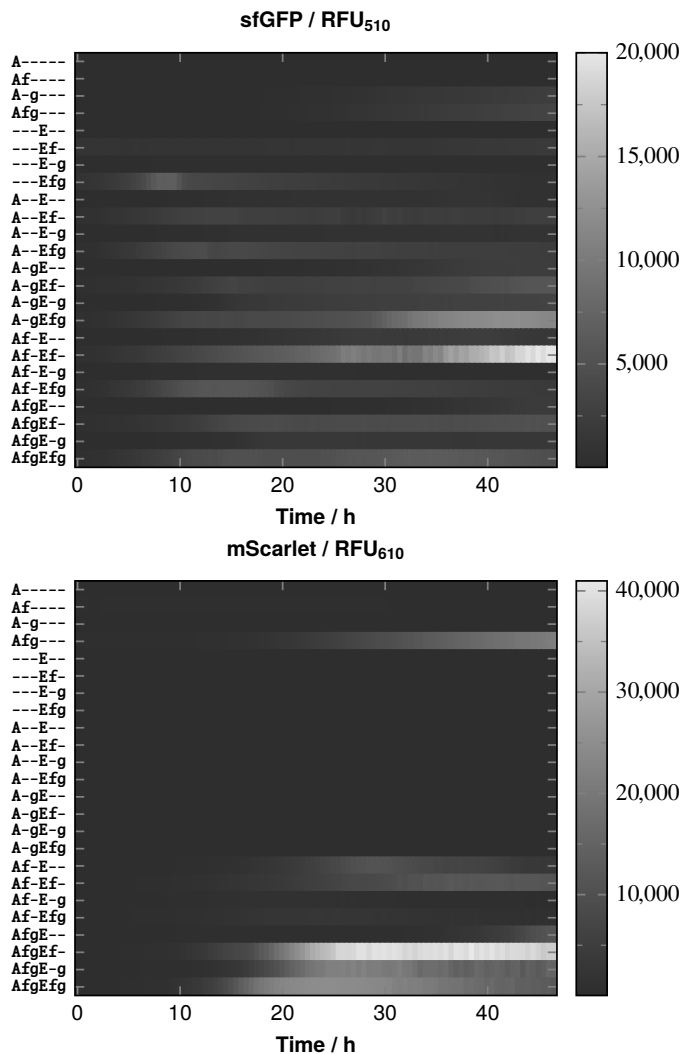 sfGFP / RFU510
A-----
Af----
A-g---
Afg---
---E--
---Ef-
---E-g
---Efg
A--E--
A--Ef-
A--E-g
A--Efg
A-gE--
A-gEf-
A-gE-g
A-gEfg
Af-E--
Af-Ef-
Af-E-g
Af-Efg
AfgE--
AfgEf-
AfgE-g
AfgEfg
20,000
15,000
10,000
5,000
0 10 20 30 40
Time / h
mScarlet / RFU610
A-----
Af----
A-g---
Afg---
---E--
---Ef-
---E-g
---Efg
A--E--
A--Ef-
A--E-g
A--Efg
A-gE--
A-gEf-
A-gE-g
A-gEfg
Af-E--
Af-Ef-
Af-E-g
Af-Efg
AfgE--
AfgEf-
AfgE-g
AfgEfg
40,000
30,000
20,000
10,000
0 10 20 30 40
Time / h